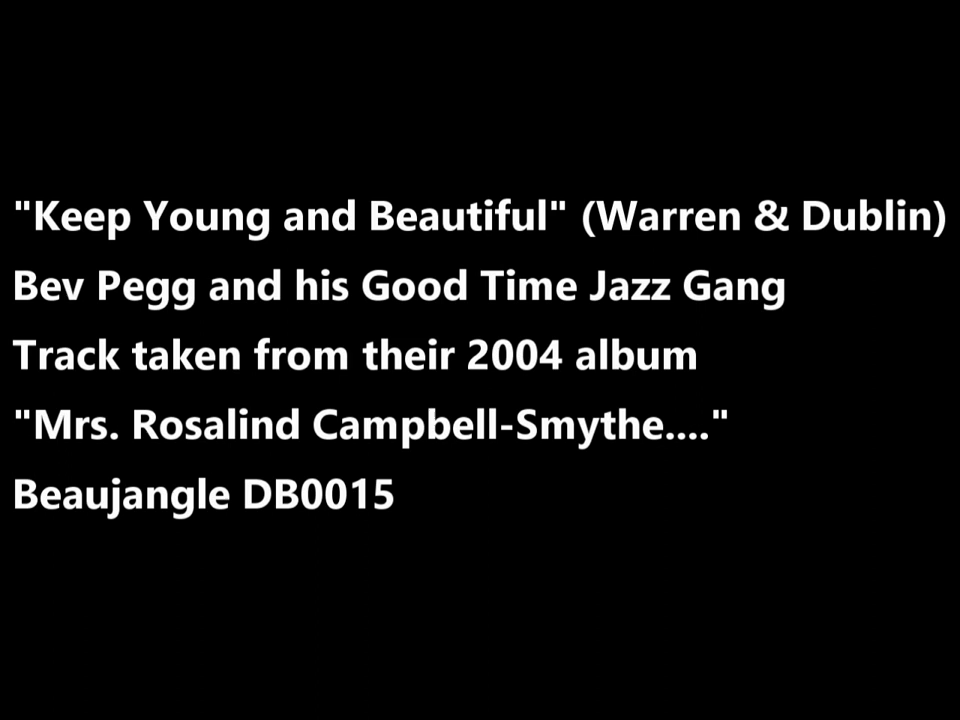 "Keep Young and Beautiful" (Warren & Dublin)
Bev Pegg and his Good Time Jazz Gang
Track taken from their 2004 album
"Mrs. Rosalind Campbell-Smythe...."
Beaujangle DB0015